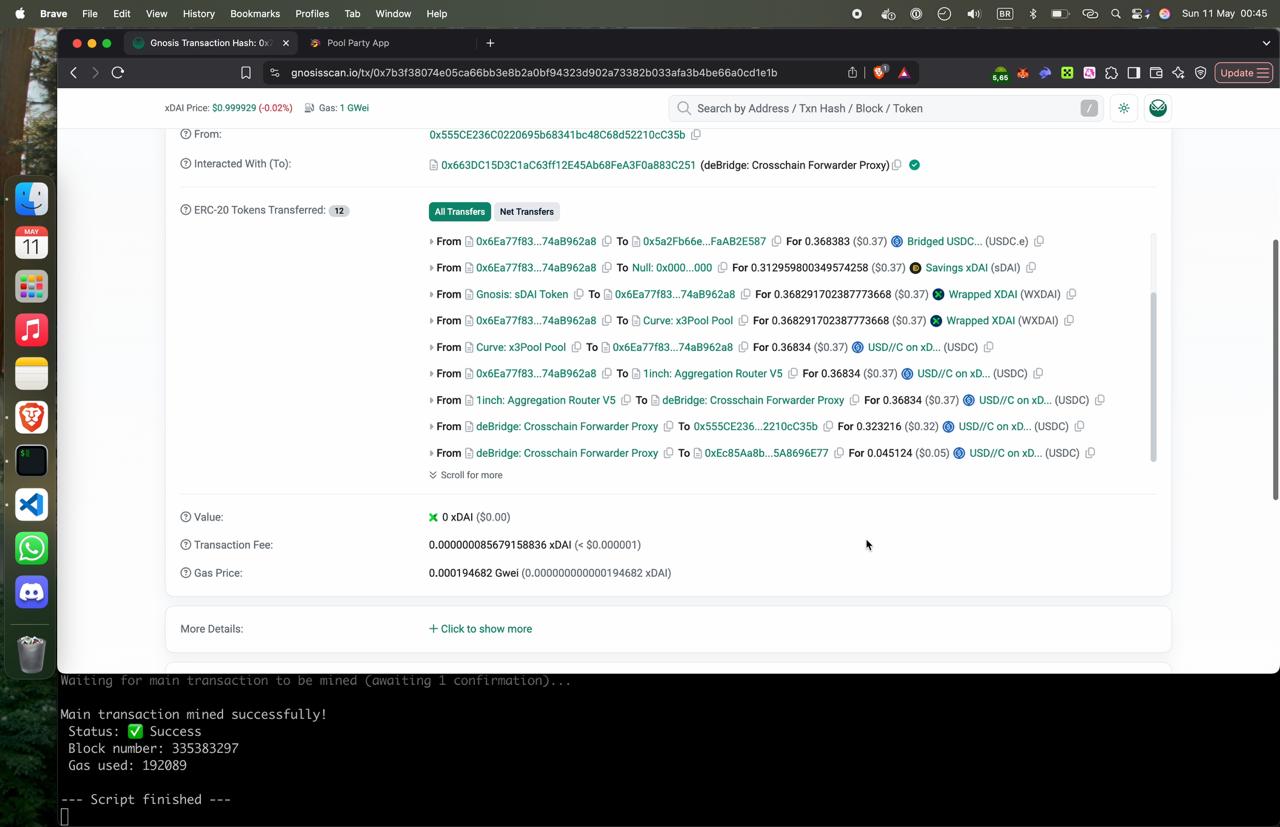 Brave File Edit View History Bookmarks Profiles Tab Window Help BR Sun 11 May 00:45
Gnosis Transaction Hash: 0x7 Pool Party App
gnosisscan.io/tx/0x7b3f38074e05ca66bb3e8b2a0bf94323d902a73382b033afa3b4be66a0cd1e1b 1 5,65 Update
xDAI Price: $0.999929 (-0.02%) Gas: 1 GWei Search by Address / Txn Hash / Block / Token /
From: 0x555CE236C0220695b68341bc48C68d52210cC35b
Interacted With (To): 0x663DC15D3C1aC63ff12E45Ab68FeA3F0a883C251 (deBridge: Crosschain Forwarder Proxy)
ERC-20 Tokens Transferred: 12 All Transfers Net Transfers
From 0x6Ea77f83...74aB962a8 To 0x5a2Fb66e...FaAB2E587 For 0.368383 ($0.37) Bridged USDC... (USDC.e)
From 0x6Ea77f83...74aB962a8 To Null: 0x000...000 For 0.312959800349574258 ($0.37) Savings xDAI (sDAI)
From Gnosis: sDAI Token To 0x6Ea77f83...74aB962a8 For 0.368291702387773668 ($0.37) Wrapped XDAI (WXDAI)
From 0x6Ea77f83...74aB962a8 To Curve: x3Pool Pool For 0.368291702387773668 ($0.37) Wrapped XDAI (WXDAI)
From Curve: x3Pool Pool To 0x6Ea77f83...74aB962a8 For 0.36834 ($0.37) USD//C on xD... (USDC)
From 0x6Ea77f83...74aB962a8 To 1inch: Aggregation Router V5 For 0.36834 ($0.37) USD//C on xD... (USDC)
From 1inch: Aggregation Router V5 To deBridge: Crosschain Forwarder Proxy For 0.36834 ($0.37) USD//C on xD... (USDC)
From deBridge: Crosschain Forwarder Proxy To 0x555CE236...2210cC35b For 0.323216 ($0.32) USD//C on xD... (USDC)
From deBridge: Crosschain Forwarder Proxy To 0xEc85Aa8b...5A8696E77 For 0.045124 ($0.05) USD//C on xD... (USDC)
Scroll for more
Value: 0 xDAI ($0.00)
Transaction Fee: 0.000000085679158836 xDAI (< $0.000001)
Gas Price: 0.000194682 Gwei (0.000000000000194682 xDAI)
More Details: + Click to show more
MAY
11
Waiting for main transaction to be mined (awaiting 1 confirmation)...
Main transaction mined successfully!
Status: ✅ Success
Block number: 335383297
Gas used: 192089
--- Script finished ---